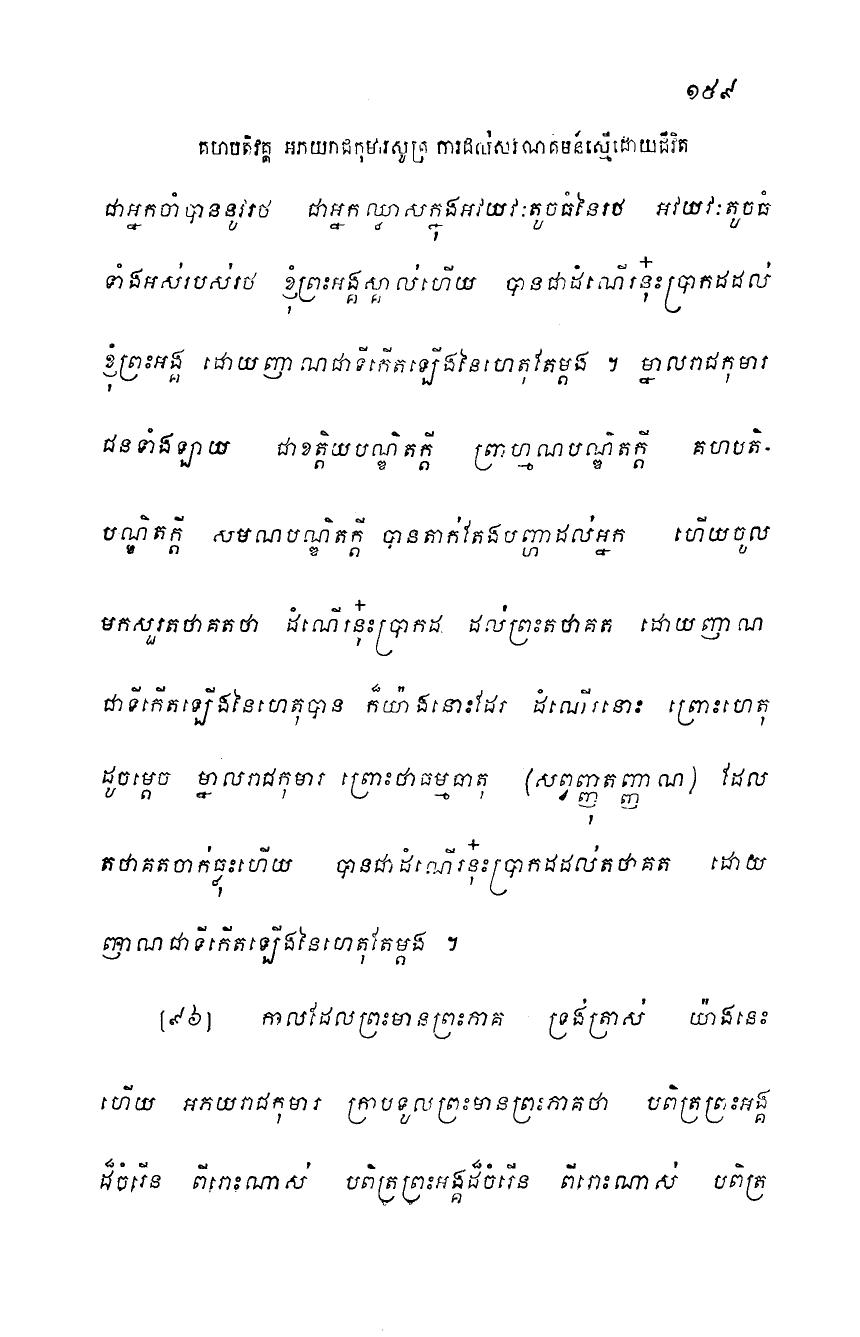 ១៥៩
គហបតិវគ្គ អភយរាជកុមារសូត្រ ការដល់សរណគមន៍ស្មើដោយជីវិត
ជាអ្នកចាំបាននូវរថ ជាអ្នកឈ្លាសក្នុងអវយវៈតូចធំនៃរថ អវយវៈតូចធំ
ទាំងអស់របស់រថ ខ្ញុំព្រះអង្គស្គាល់ហើយ បានជាដំណើរនុ៎ះប្រាកដដល់
ខ្ញុំព្រះអង្គ ដោយញាណជាទីកើតឡើងនៃហេតុតែម្តង ។ ម្នាលរាជកុមារ
ជនទាំងឡាយ ជាខត្តិយបណ្ឌិតក្តី ព្រាហ្មណបណ្ឌិតក្តី គហបតិ-
បណ្ឌិតក្តី សមណបណ្ឌិតក្តី បានតាក់តែងបញ្ហាដល់អ្នក ហើយចូល
មកសួរតថាគតថា ដំណើរនុ៎ះប្រាកដ ដល់ព្រះតថាគត ដោយញាណ
ជាទីកើតឡើងនៃហេតុបាន ក៏យ៉ាងនោះដែរ ដំណើរនោះ ព្រោះហេតុ
ដូចម្តេច ម្នាលរាជកុមារ ព្រោះថាធម្មធាតុ (សព្វញ្ញុតញ្ញាណ) ដែល
តថាគតចាក់ធ្លុះហើយ បានជាដំណើរនុ៎ះប្រាកដដល់តថាគត ដោយ
ញាណជាទីកើតឡើងនៃហេតុតែម្តង ។
[៩៦] កាលដែលព្រះមានព្រះភាគ ទ្រង់ត្រាស់ យ៉ាងនេះ
ហើយ អភយរាជកុមារ ក្រាបទូលព្រះមានព្រះភាគថា បពិត្រព្រះអង្គ
ដ៏ចំរើន ពីរោះណាស់ បពិត្រព្រះអង្គដ៏ចំរើន ពីរោះណាស់ បពិត្រ